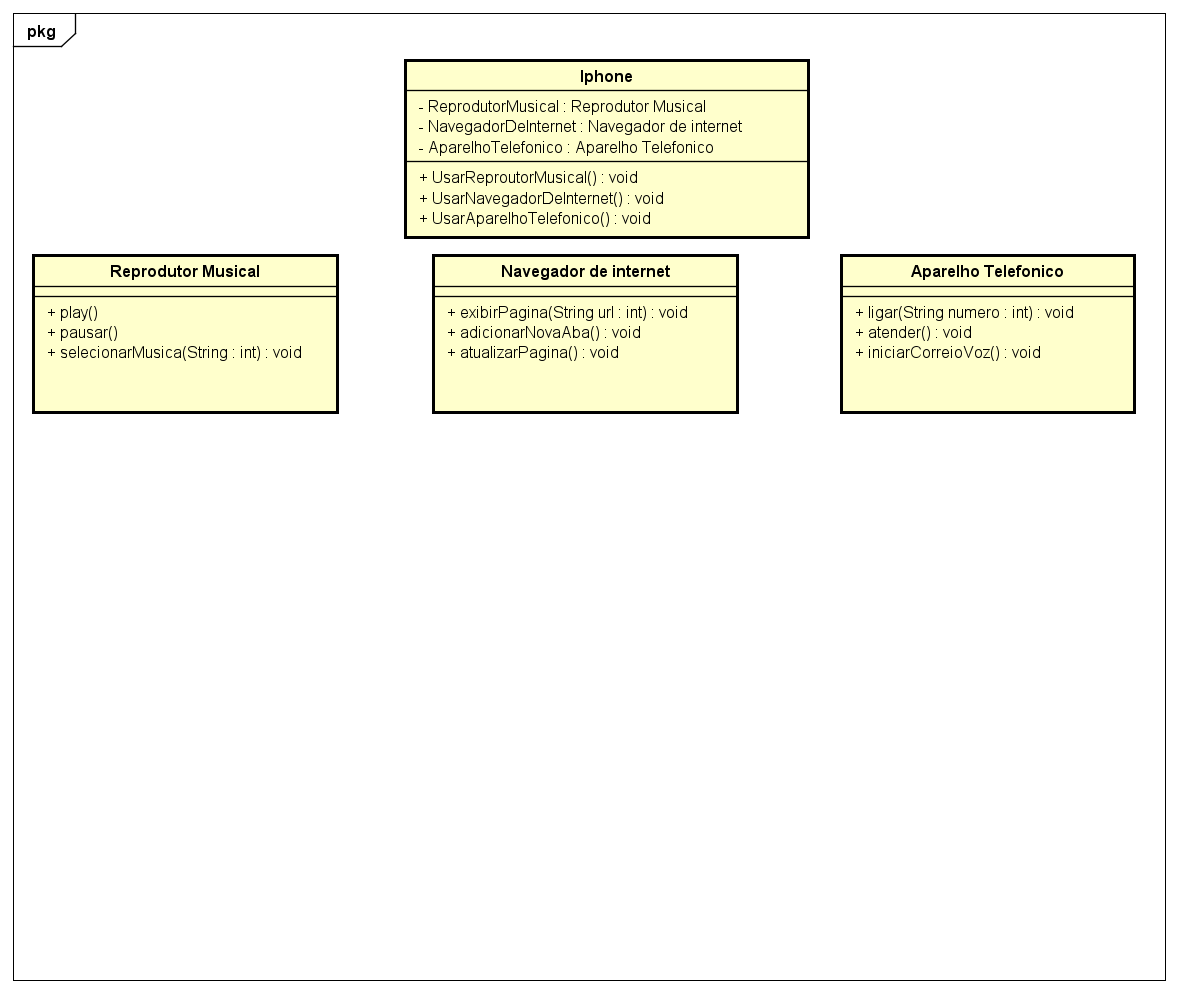 pkg
Iphone
- ReprodutorMusical : Reprodutor Musical
- NavegadorDeInternet : Navegador de internet
- AparelhoTelefonico : Aparelho Telefonico
+ UsarReproutorMusical() : void
+ UsarNavegadorDeInternet() : void
+ UsarAparelhoTelefonico() : void
Reprodutor Musical
+ play()
+ pausar()
+ selecionarMusica(String : int) : void
Navegador de internet
+ exibirPagina(String url : int) : void
+ adicionarNovaAba() : void
+ atualizarPagina() : void
Aparelho Telefonico
+ ligar(String numero : int) : void
+ atender() : void
+ iniciarCorreioVoz() : void